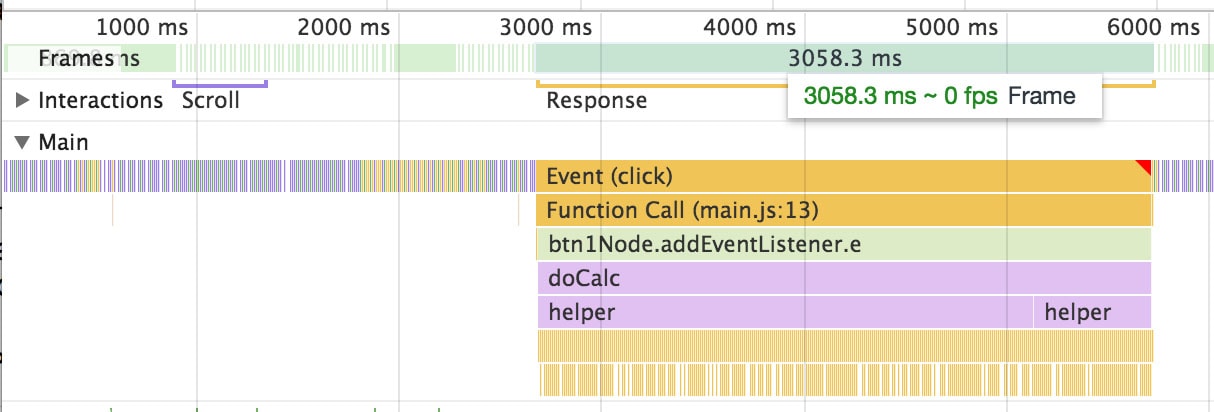 1000 ms 2000 ms 3000 ms 4000 ms 5000 ms 6000 ms
Frames ms 3058.3 ms
Interactions Scroll Response 3058.3 ms ~ 0 fps Frame
Main
Event (click)
Function Call (main.js:13)
btn1Node.addEventListener.e
doCalc
helper helper